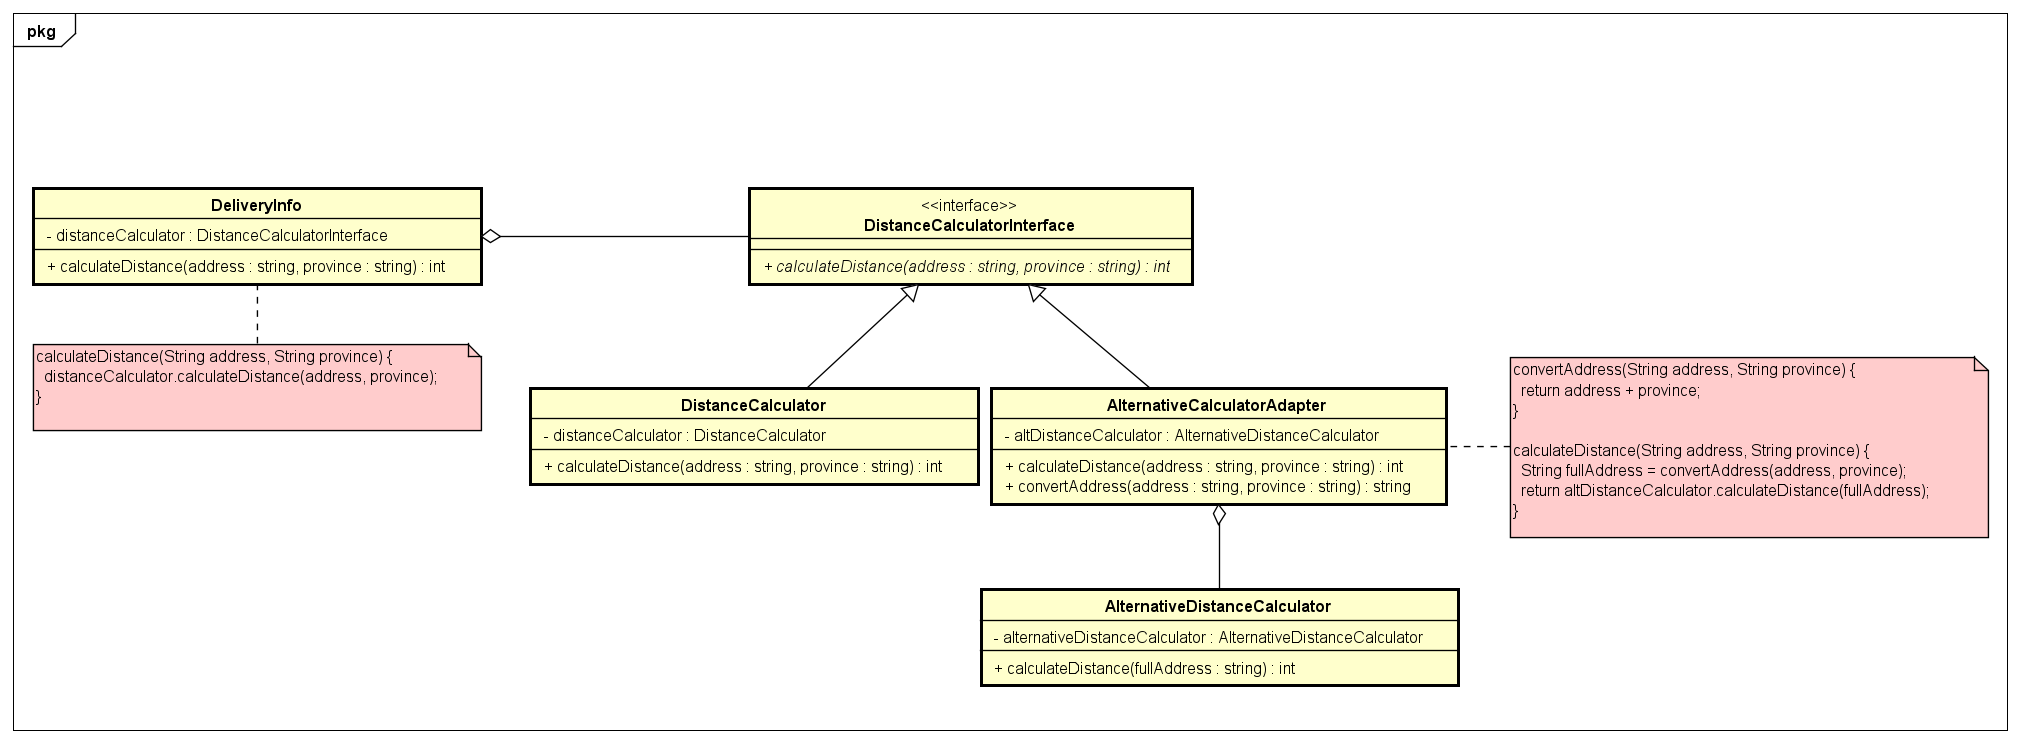 pkg
DeliveryInfo
- distanceCalculator : DistanceCalculatorInterface
+ calculateDistance(address : string, province : string) : int
<<interface>>
DistanceCalculatorInterface
+ calculateDistance(address : string, province : string) : int
calculateDistance(String address, String province) {
distanceCalculator.calculateDistance(address, province);
}
DistanceCalculator
- distanceCalculator : DistanceCalculator
+ calculateDistance(address : string, province : string) : int
AlternativeCalculatorAdapter
- altDistanceCalculator : AlternativeDistanceCalculator
+ calculateDistance(address : string, province : string) : int
+ convertAddress(address : string, province : string) : string
convertAddress(String address, String province) {
return address + province;
}
calculateDistance(String address, String province) {
String fullAddress = convertAddress(address, province);
return altDistanceCalculator.calculateDistance(fullAddress);
}
AlternativeDistanceCalculator
- alternativeDistanceCalculator : AlternativeDistanceCalculator
+ calculateDistance(fullAddress : string) : int